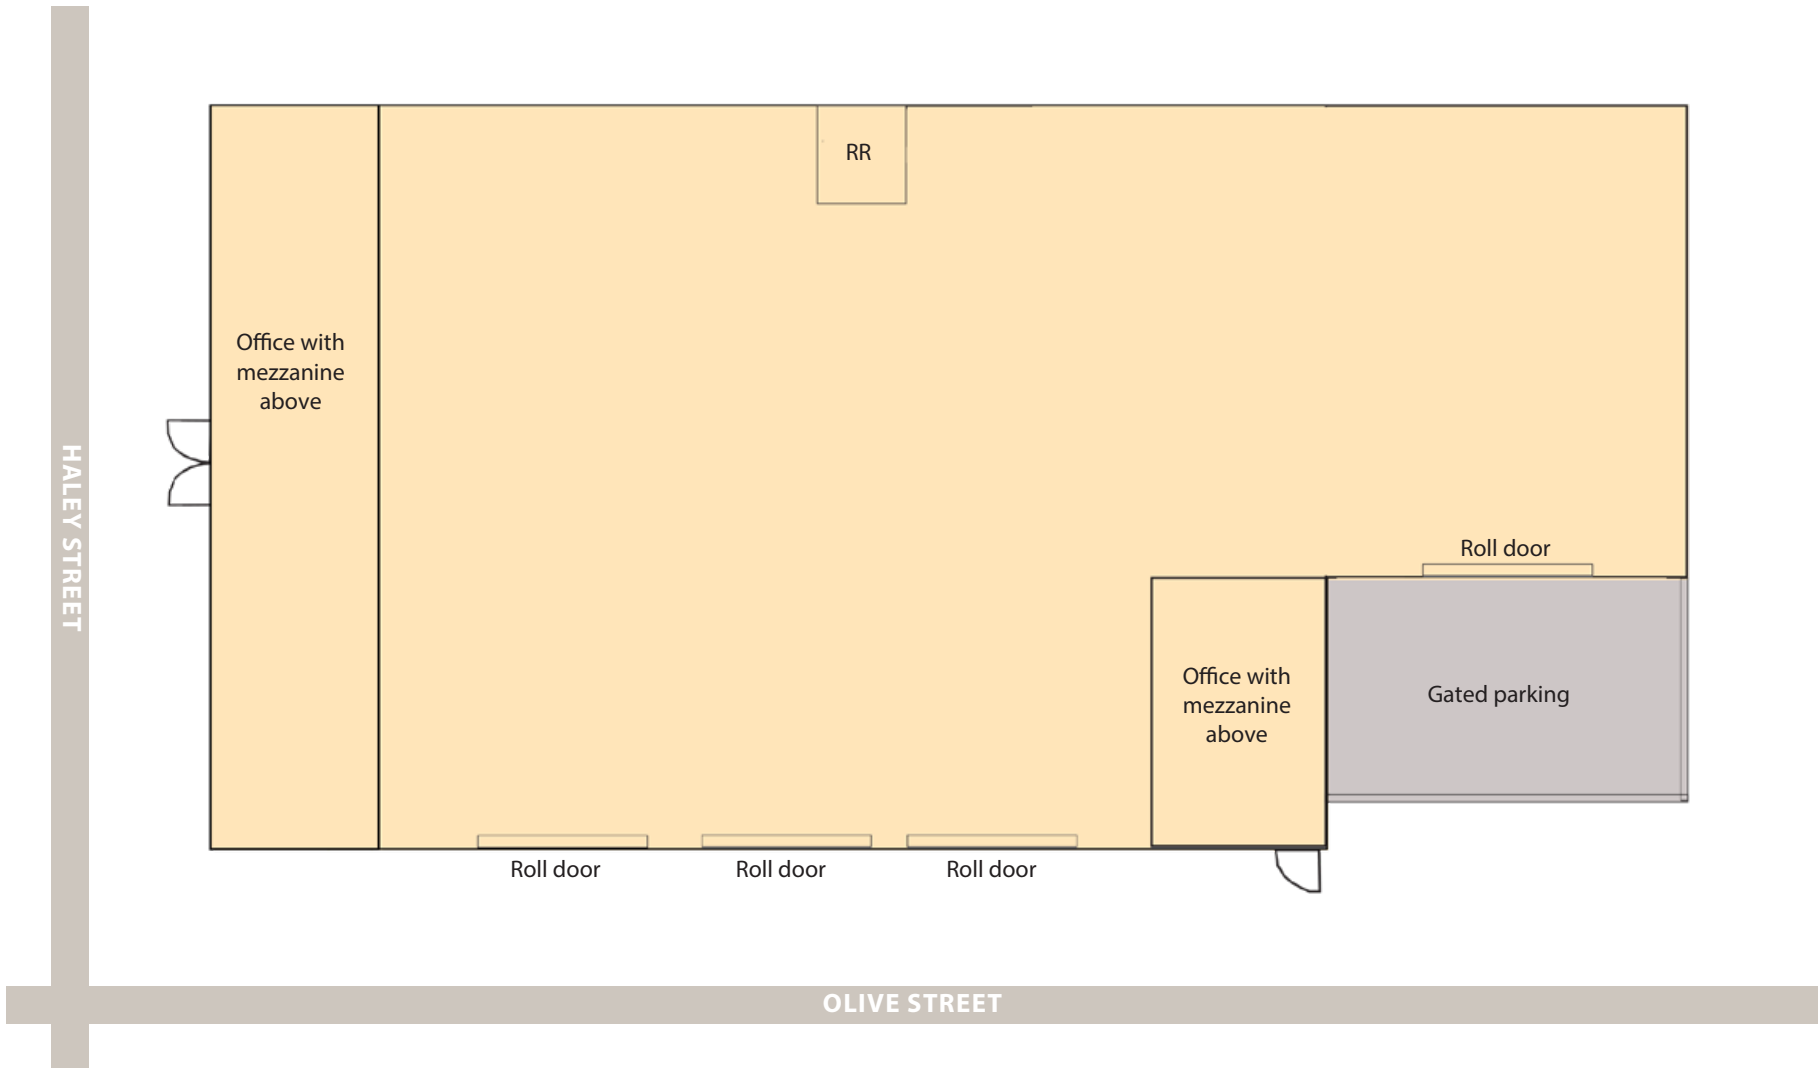 RR
Office with
mezzanine
above
HALEY STREET
Roll door
Office with
mezzanine
above
Gated parking
Roll door
Roll door
Roll door
OLIVE STREET